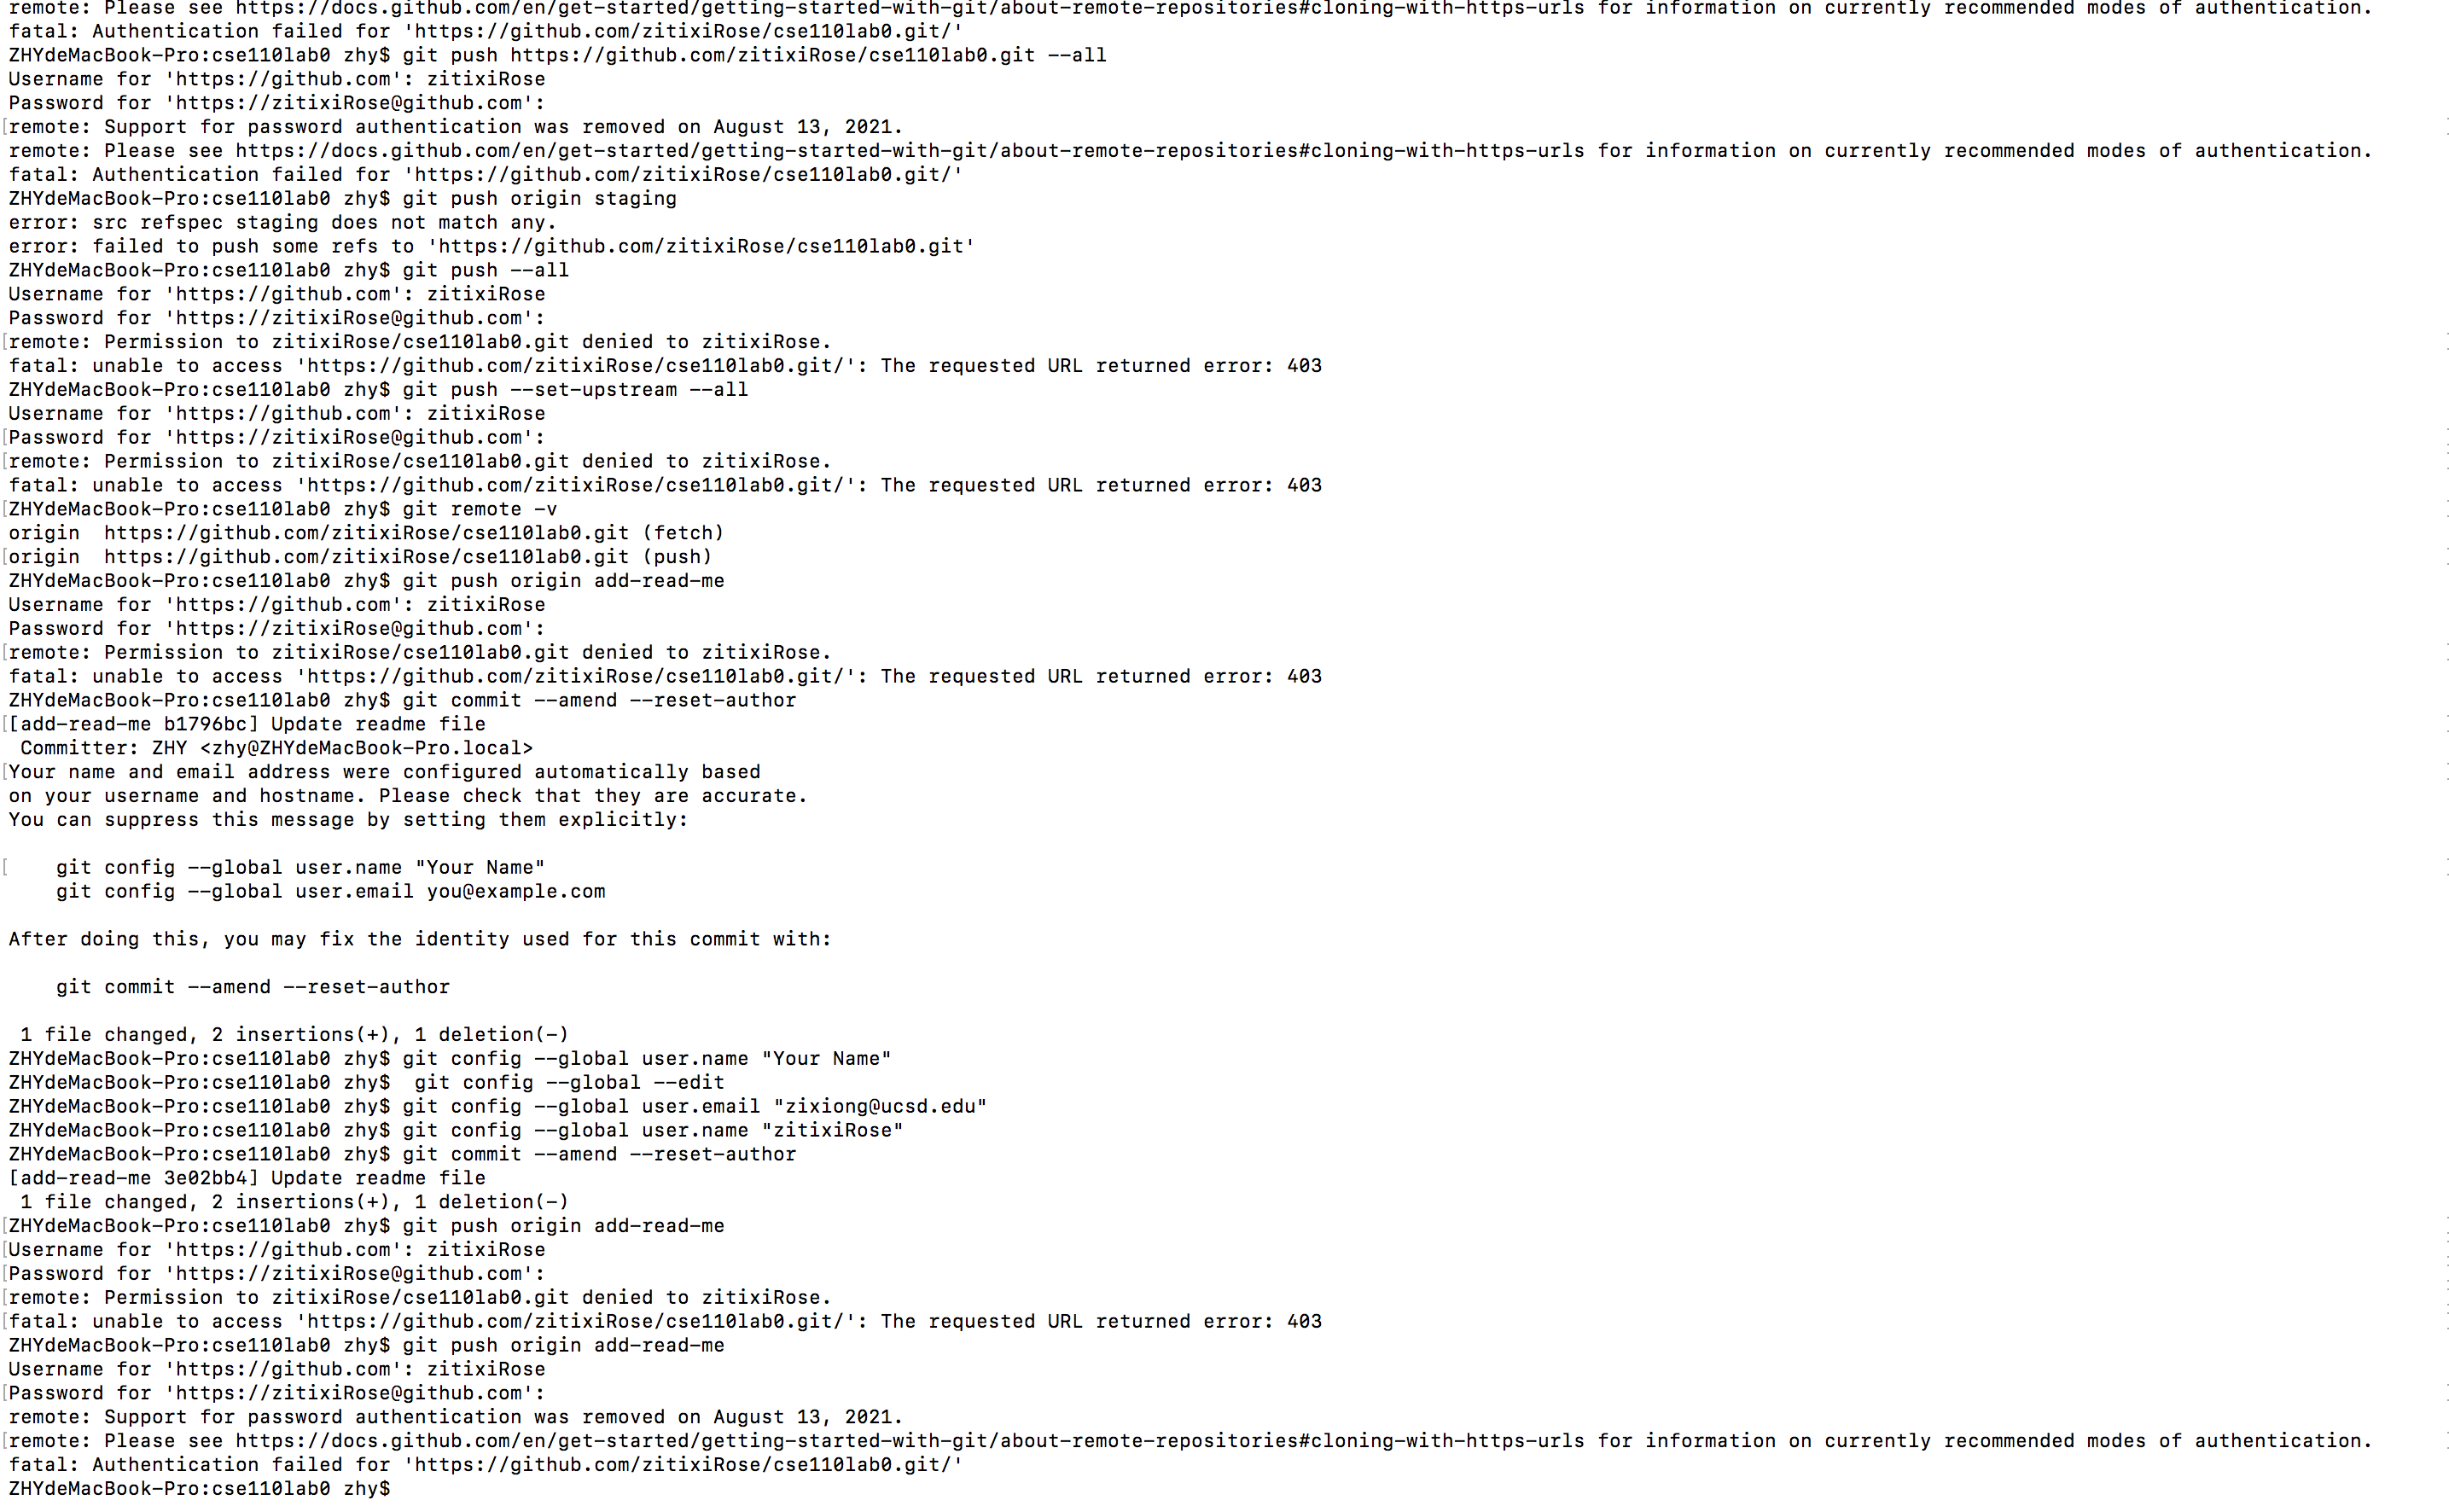 remote: Please see https://docs.github.com/en/get-started/getting-started-with-git/about-remote-repositories#cloning-with-https-urls for information on currently recommended modes of authentication.
fatal: Authentication failed for 'https://github.com/zitixiRose/cse110lab0.git/'
ZHYdeMacBook-Pro:cse110lab0 zhy$ git push https://github.com/zitixiRose/cse110lab0.git --all
Username for 'https://github.com': zitixiRose
Password for 'https://zitixiRose@github.com':
[remote: Support for password authentication was removed on August 13, 2021.
remote: Please see https://docs.github.com/en/get-started/getting-started-with-git/about-remote-repositories#cloning-with-https-urls for information on currently recommended modes of authentication.
fatal: Authentication failed for 'https://github.com/zitixiRose/cse110lab0.git/'
ZHYdeMacBook-Pro:cse110lab0 zhy$ git push origin staging
error: src refspec staging does not match any.
error: failed to push some refs to 'https://github.com/zitixiRose/cse110lab0.git'
ZHYdeMacBook-Pro:cse110lab0 zhy$ git push --all
Username for 'https://github.com': zitixiRose
Password for 'https://zitixiRose@github.com':
[remote: Permission to zitixiRose/cse110lab0.git denied to zitixiRose.
fatal: unable to access 'https://github.com/zitixiRose/cse110lab0.git/': The requested URL returned error: 403
ZHYdeMacBook-Pro:cse110lab0 zhy$ git push --set-upstream --all
Username for 'https://github.com': zitixiRose
[Password for 'https://zitixiRose@github.com':
[remote: Permission to zitixiRose/cse110lab0.git denied to zitixiRose.
fatal: unable to access 'https://github.com/zitixiRose/cse110lab0.git/': The requested URL returned error: 403
[ZHYdeMacBook-Pro:cse110lab0 zhy$ git remote -v
origin  https://github.com/zitixiRose/cse110lab0.git (fetch)
[origin  https://github.com/zitixiRose/cse110lab0.git (push)
ZHYdeMacBook-Pro:cse110lab0 zhy$ git push origin add-read-me
Username for 'https://github.com': zitixiRose
Password for 'https://zitixiRose@github.com':
[remote: Permission to zitixiRose/cse110lab0.git denied to zitixiRose.
fatal: unable to access 'https://github.com/zitixiRose/cse110lab0.git/': The requested URL returned error: 403
ZHYdeMacBook-Pro:cse110lab0 zhy$ git commit --amend --reset-author
[[add-read-me b1796bc] Update readme file
 Committer: ZHY <zhy@ZHYdeMacBook-Pro.local>
[Your name and email address were configured automatically based
on your username and hostname. Please check that they are accurate.
You can suppress this message by setting them explicitly:
[    git config --global user.name "Your Name"
    git config --global user.email you@example.com
After doing this, you may fix the identity used for this commit with:
    git commit --amend --reset-author
 1 file changed, 2 insertions(+), 1 deletion(-)
ZHYdeMacBook-Pro:cse110lab0 zhy$ git config --global user.name "Your Name"
ZHYdeMacBook-Pro:cse110lab0 zhy$  git config --global --edit
ZHYdeMacBook-Pro:cse110lab0 zhy$ git config --global user.email "zixiong@ucsd.edu"
ZHYdeMacBook-Pro:cse110lab0 zhy$ git config --global user.name "zitixiRose"
ZHYdeMacBook-Pro:cse110lab0 zhy$ git commit --amend --reset-author
[add-read-me 3e02bb4] Update readme file
 1 file changed, 2 insertions(+), 1 deletion(-)
[ZHYdeMacBook-Pro:cse110lab0 zhy$ git push origin add-read-me
[Username for 'https://github.com': zitixiRose
[Password for 'https://zitixiRose@github.com':
[remote: Permission to zitixiRose/cse110lab0.git denied to zitixiRose.
[fatal: unable to access 'https://github.com/zitixiRose/cse110lab0.git/': The requested URL returned error: 403
ZHYdeMacBook-Pro:cse110lab0 zhy$ git push origin add-read-me
Username for 'https://github.com': zitixiRose
[Password for 'https://zitixiRose@github.com':
remote: Support for password authentication was removed on August 13, 2021.
[remote: Please see https://docs.github.com/en/get-started/getting-started-with-git/about-remote-repositories#cloning-with-https-urls for information on currently recommended modes of authentication.
fatal: Authentication failed for 'https://github.com/zitixiRose/cse110lab0.git/'
ZHYdeMacBook-Pro:cse110lab0 zhy$